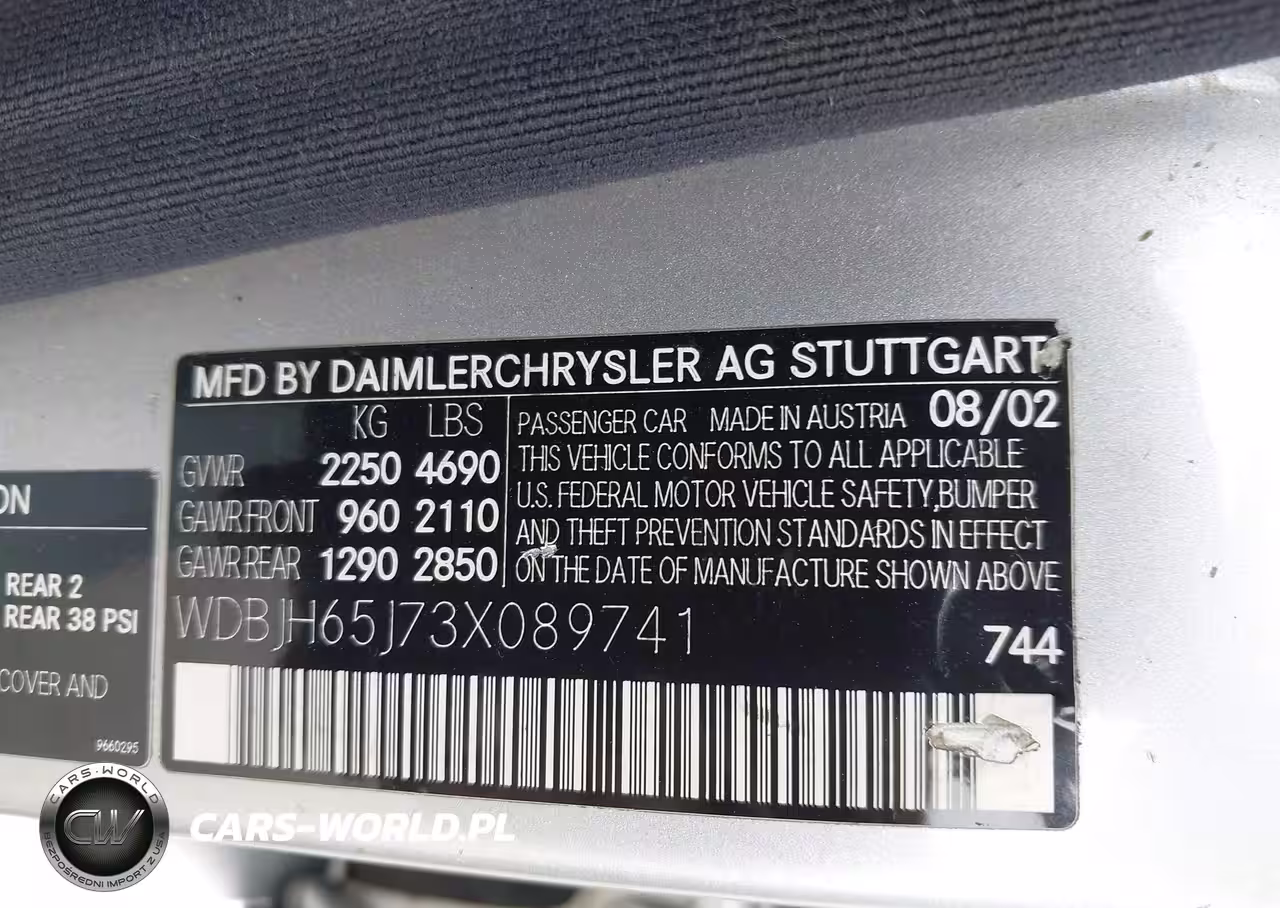 MFD BY DAIMLERCHRYSLER AG STUTTGART
KG LBS
GVWR 2250 4690
GAWR FRONT 960 2110
GAWR REAR 1290 2850
PASSENGER CAR MADE IN AUSTRIA 08/02
THIS VEHICLE CONFORMS TO ALL APPLICABLE
U.S. FEDERAL MOTOR VEHICLE SAFETY,BUMPER
AND THEFT PREVENTION STANDARDS IN EFFECT
ON THE DATE OF MANUFACTURE SHOWN ABOVE
WDBJH65J73X089741
744
ON
REAR 2
REAR 38 PSI
COVER AND
9660295
CARS-WORLD
CW
BEZPOŚREDNI IMPORT Z USA
CARS-WORLD.PL